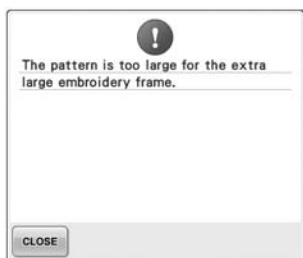 The pattern is too large for the extra
large embroidery frame.
CLOSE